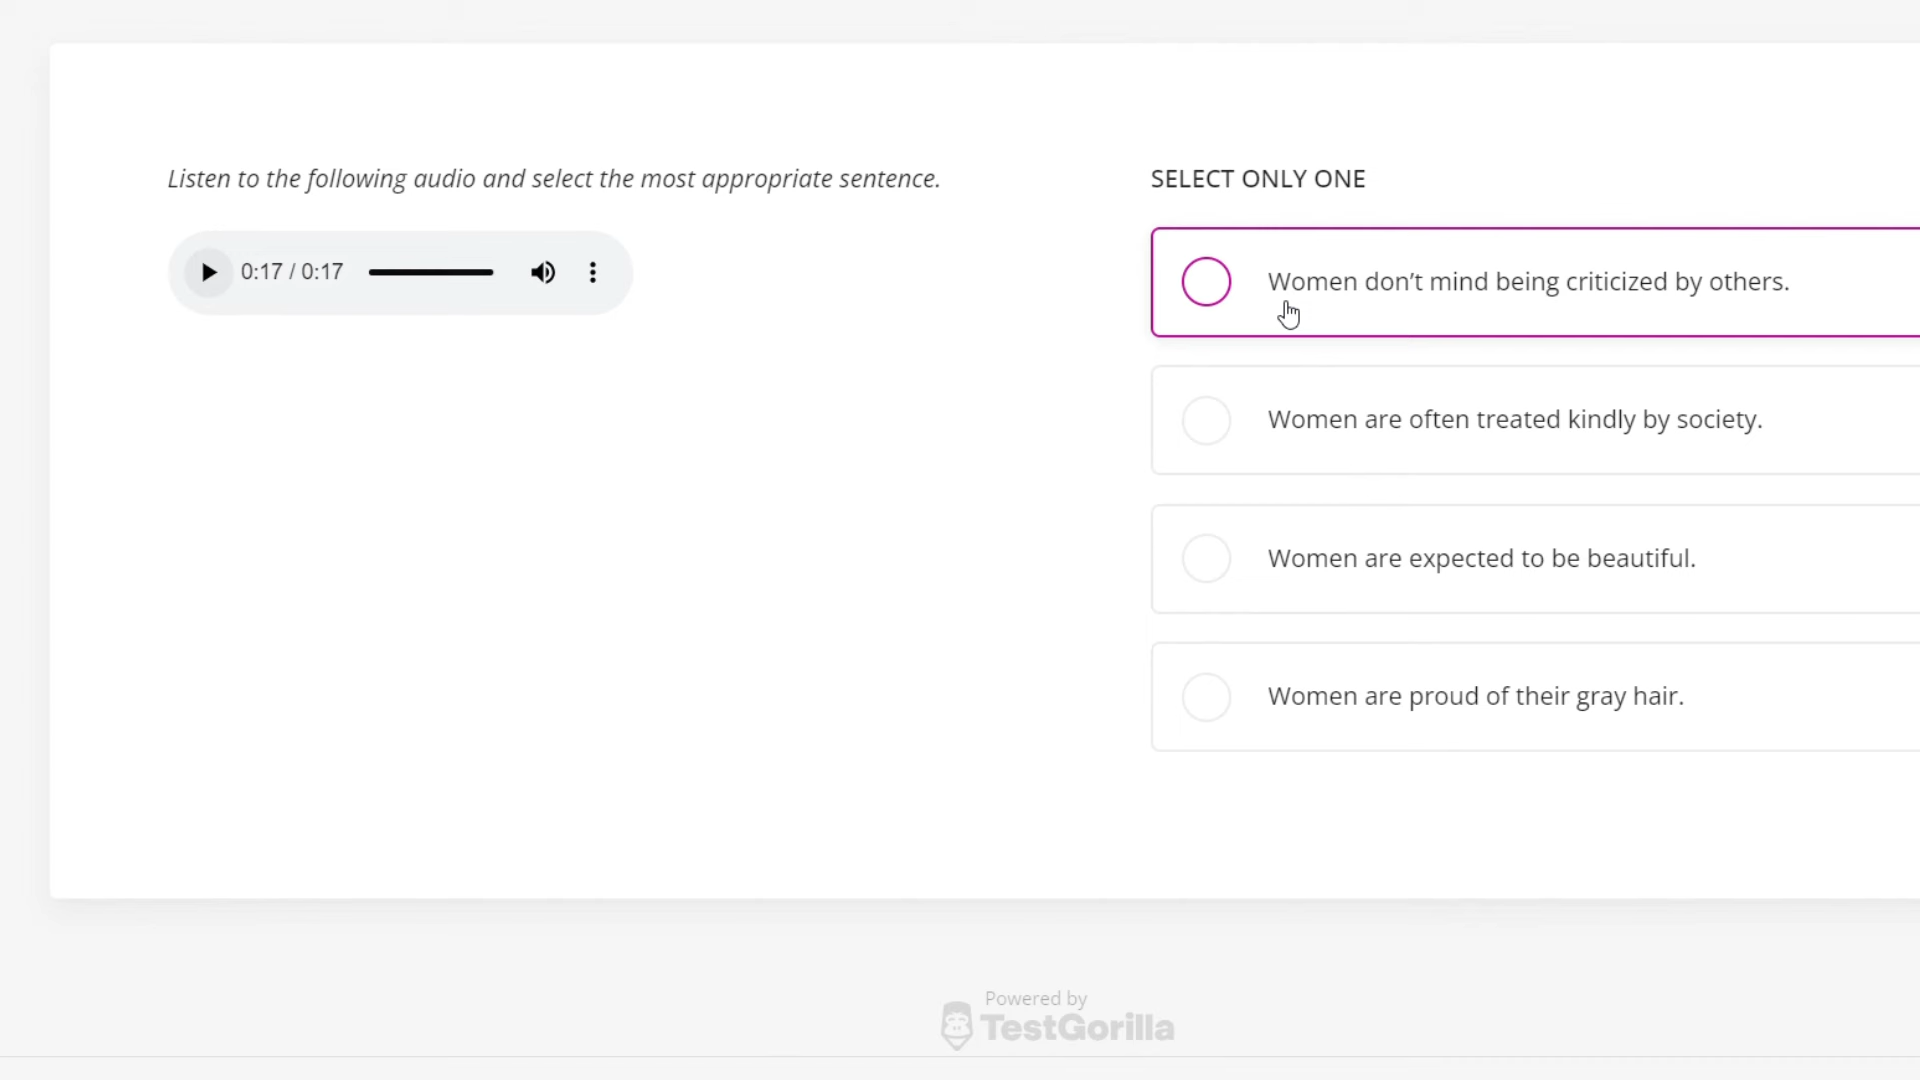 Listen to the following audio and select the most appropriate sentence.
0:17 / 0:17
SELECT ONLY ONE
Women don’t mind being criticized by others.
Women are often treated kindly by society.
Women are expected to be beautiful.
Women are proud of their gray hair.
Powered by
TestGorilla